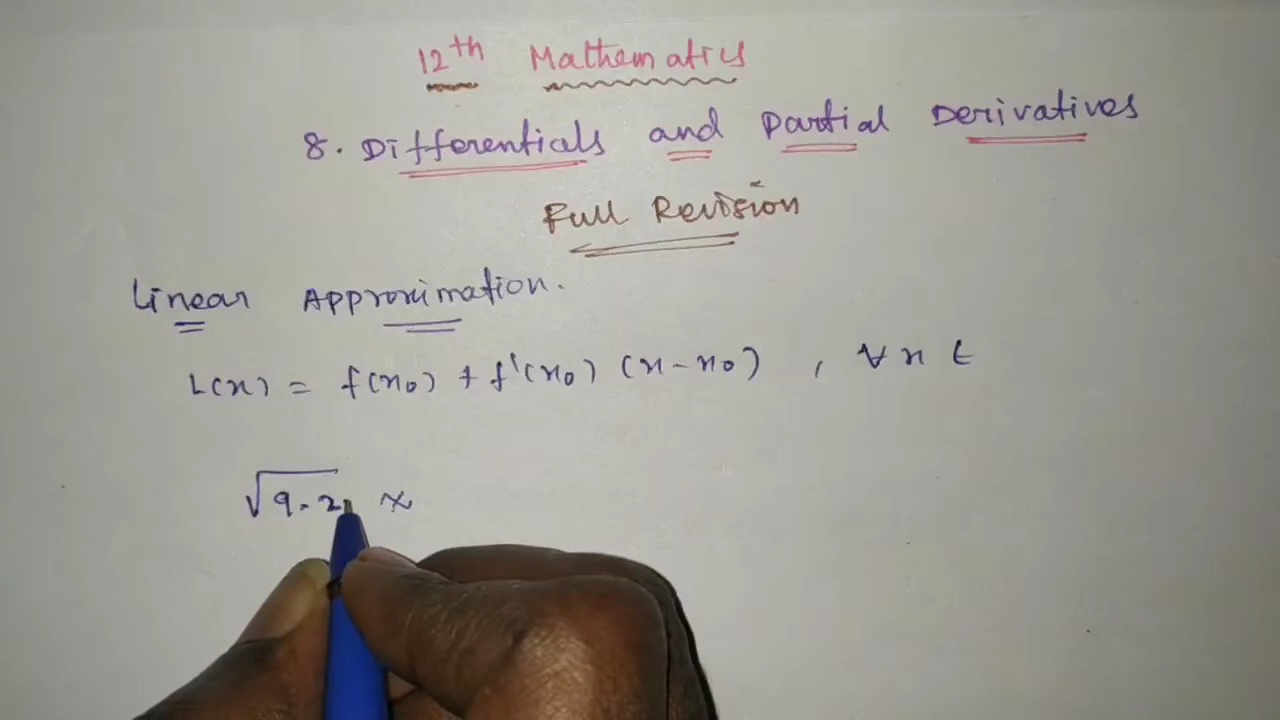 12th Mathematics
8. Differentials and Partial Derivatives
Full Revision
Linear Approximation.
L(x) = f(x₀) + f'(x₀) (x-x₀) , ∀ x ∈
√9.2 x